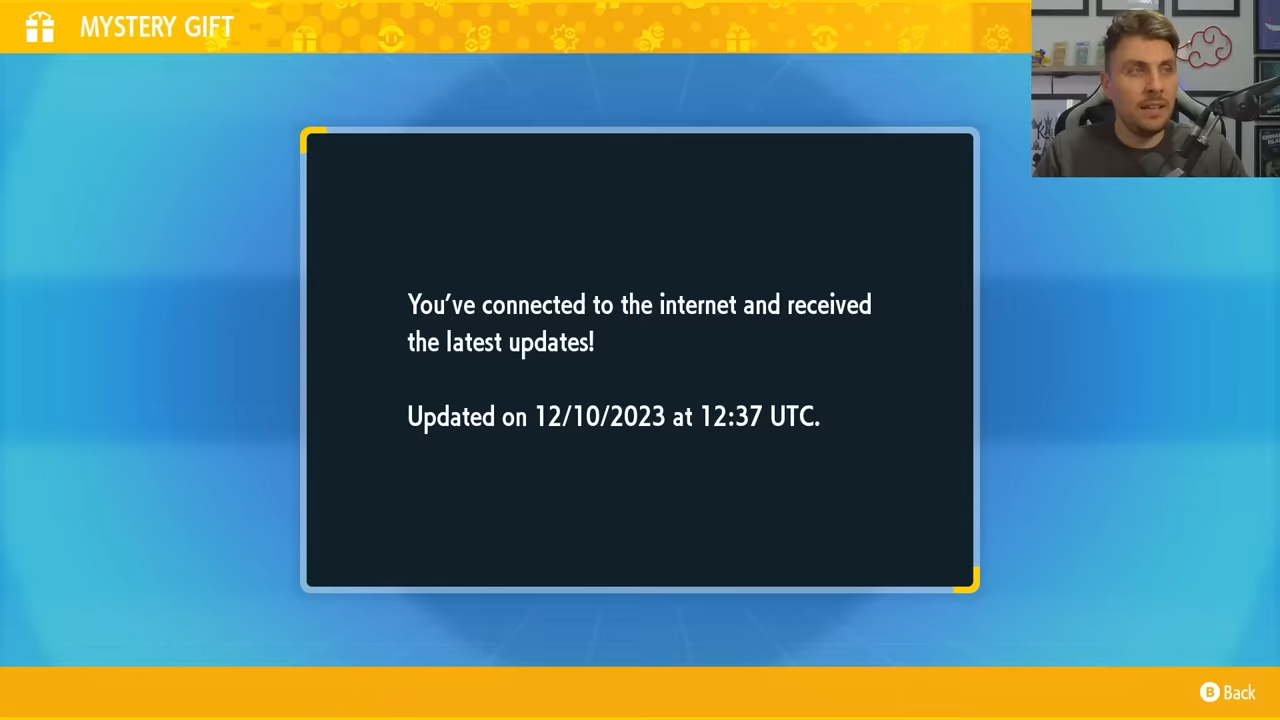 MYSTERY GIFT
You've connected to the internet and received
the latest updates!
Updated on 12/10/2023 at 12:37 UTC.
B Back